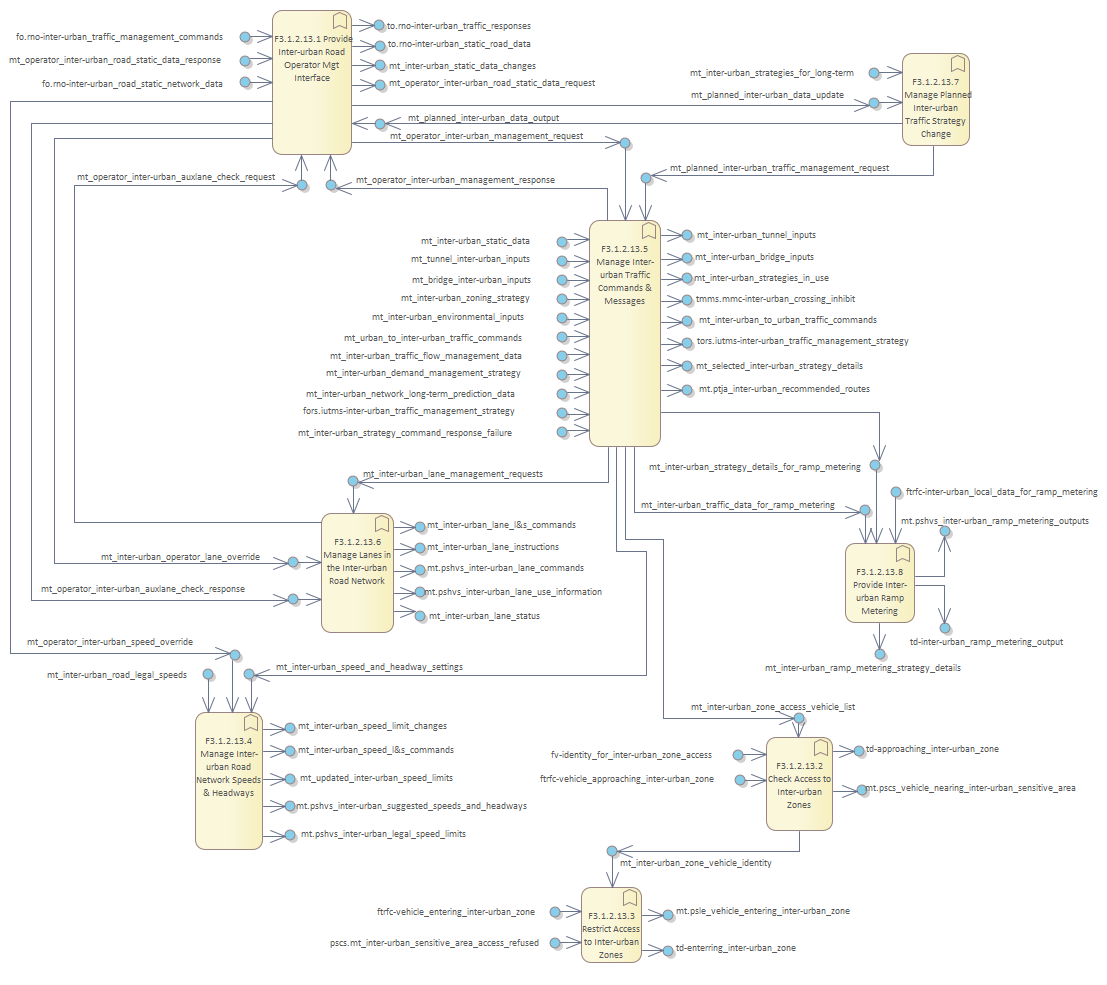 fo.rno-inter-urban_traffic_management_commands
mt_operator_inter-urban_road_static_data_response
fo.rno-inter-urban_road_static_network_data
F3.1.2.13.1 Provide
Inter-urban Road
Operator Mgt
Interface
to.rno-inter-urban_traffic_responses
to.rno-inter-urban_static_road_data
mt_inter-urban_static_data_changes
mt_operator_inter-urban_road_static_data_request
mt_inter-urban_strategies_for_long-term
mt_planned_inter-urban_data_update
F3.1.2.13.7
Manage Planned
Inter-urban
Traffic Strategy
Change
mt_planned_inter-urban_data_output
mt_operator_inter-urban_management_request
mt_planned_inter-urban_traffic_management_request
mt_operator_inter-urban_auxlane_check_request
mt_operator_inter-urban_management_response
mt_inter-urban_static_data
mt_tunnel_inter-urban_inputs
mt_bridge_inter-urban_inputs
mt_inter-urban_zoning_strategy
mt_inter-urban_environmental_inputs
mt_urban_to_inter-urban_traffic_commands
mt_inter-urban_traffic_flow_management_data
mt_inter-urban_demand_management_strategy
mt_inter-urban_network_long-term_prediction_data
fors.iutms-inter-urban_traffic_management_strategy
mt_inter-urban_strategy_command_response_failure
F3.1.2.13.5
Manage Inter-
urban Traffic
Commands &
Messages
mt_inter-urban_tunnel_inputs
mt_inter-urban_bridge_inputs
mt_inter-urban_strategies_in_use
tmms.mmc-inter-urban_crossing_inhibit
mt_inter-urban_to_urban_traffic_commands
tors.iutms-inter-urban_traffic_management_strategy
mt_selected_inter-urban_strategy_details
mt.ptja_inter-urban_recommended_routes
mt_inter-urban_lane_management_requests
mt_inter-urban_strategy_details_for_ramp_metering
ftrfc-inter-urban_local_data_for_ramp_metering
mt_inter-urban_traffic_data_for_ramp_metering
mt.pshvs_inter-urban_ramp_metering_outputs
F3.1.2.13.6
Manage Lanes in
the Inter-urban
Road Network
mt_inter-urban_lane_l&s_commands
mt_inter-urban_lane_instructions
mt.pshvs_inter-urban_lane_commands
mt.pshvs_inter-urban_lane_use_information
mt_inter-urban_lane_status
mt_inter-urban_operator_lane_override
mt_operator_inter-urban_auxlane_check_response
F3.1.2.13.8
Provide Inter-
urban Ramp
Metering
td-inter-urban_ramp_metering_output
mt_inter-urban_ramp_metering_strategy_details
mt_operator_inter-urban_speed_override
mt_inter-urban_road_legal_speeds
mt_inter-urban_speed_and_headway_settings
F3.1.2.13.4
Manage Inter-
urban Road
Network Speeds
& Headways
mt_inter-urban_speed_limit_changes
mt_inter-urban_speed_l&s_commands
mt_updated_inter-urban_speed_limits
mt.pshvs_inter-urban_suggested_speeds_and_headways
mt.pshvs_inter-urban_legal_speed_limits
mt_inter-urban_zone_access_vehicle_list
fv-identity_for_inter-urban_zone_access
ftrfc-vehicle_approaching_inter-urban_zone
F3.1.2.13.2
Check Access to
Inter-urban
Zones
td-approaching_inter-urban_zone
mt.pscs_vehicle_nearing_inter-urban_sensitive_area
mt_inter-urban_zone_vehicle_identity
ftrfc-vehicle_entering_inter-urban_zone
pscs.mt_inter-urban_sensitive_area_access_refused
F3.1.2.13.3
Restrict Access
to Inter-urban
Zones
mt.psle_vehicle_entering_inter-urban_zone
td-enterring_inter-urban_zone